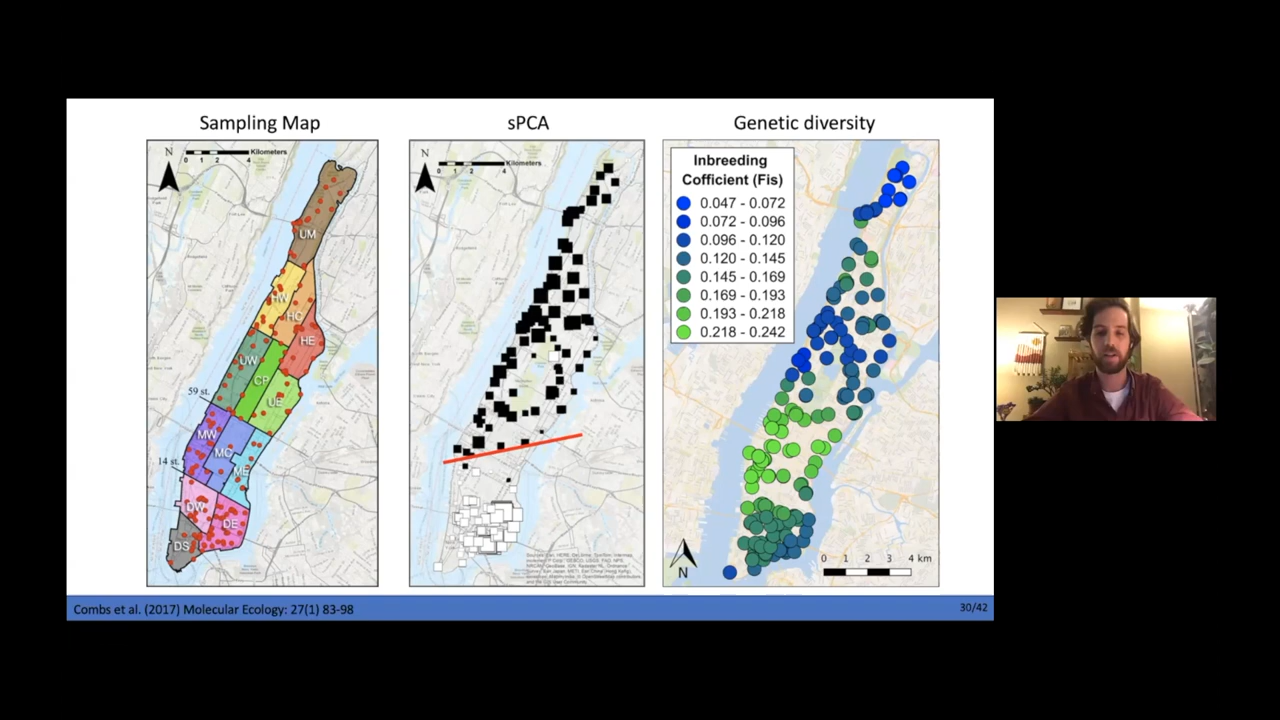 Sampling Map
N
0 1 2 4 Kilometers
UM
HW
HC
HE
UW
CP
UE
59 st.
MW
MC
ME
14 st.
DW
DE
DS
sPCA
N
0 1 2 4 Kilometers
Genetic diversity
Inbreeding
Cofficient (Fis)
0.047 - 0.072
0.072 - 0.096
0.096 - 0.120
0.120 - 0.145
0.145 - 0.169
0.169 - 0.193
0.193 - 0.218
0.218 - 0.242
N
0 1 2 3 4 km
Combs et al. (2017) Molecular Ecology: 27(1) 83-98
30/42